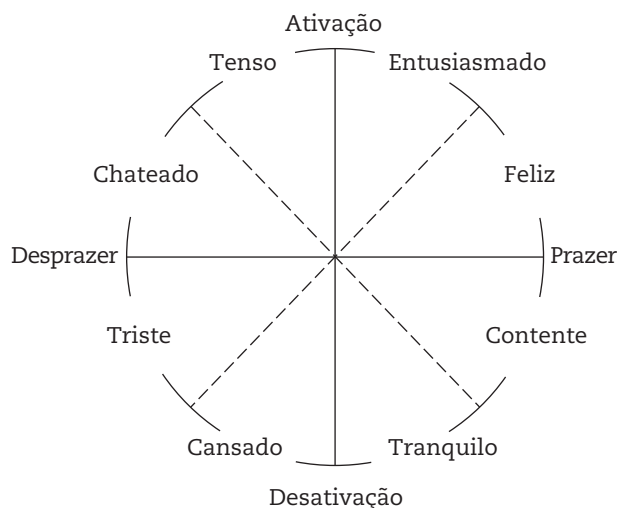 Ativação
Tenso
Entusiasmado
Chateado
Feliz
Desprazer
Prazer
Triste
Contente
Cansado
Tranquilo
Desativação